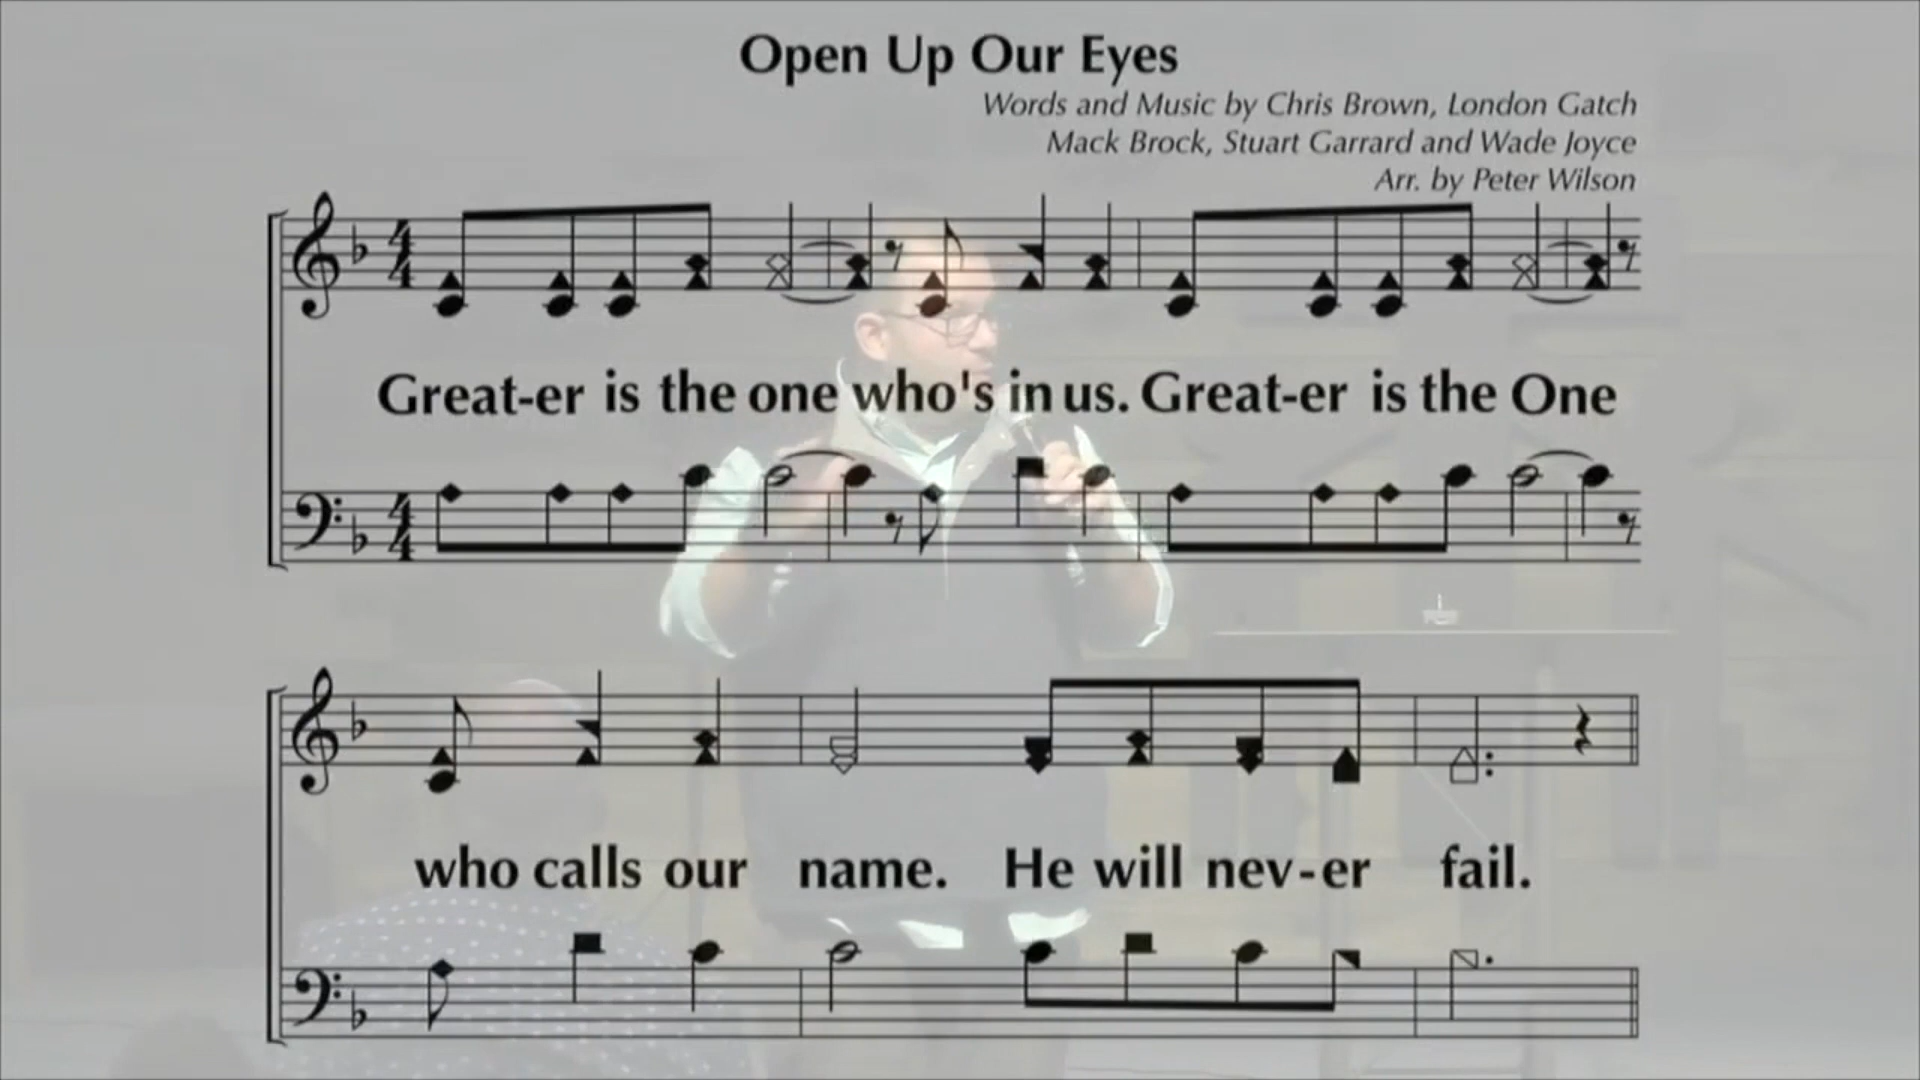 Open Up Our Eyes
Words and Music by Chris Brown, London Gatch
Mack Brock, Stuart Garrard and Wade Joyce
Arr. by Peter Wilson
Great-er is the one who's in us. Great-er is the One
who calls our name. He will nev-er fail.